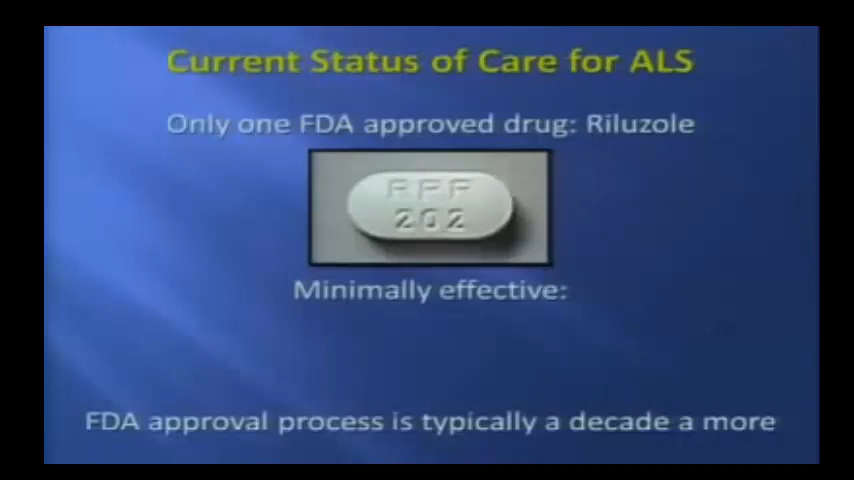 Current Status of Care for ALS
Only one FDA approved drug: Riluzole
RPR
202
Minimally effective:
FDA approval process is typically a decade a more